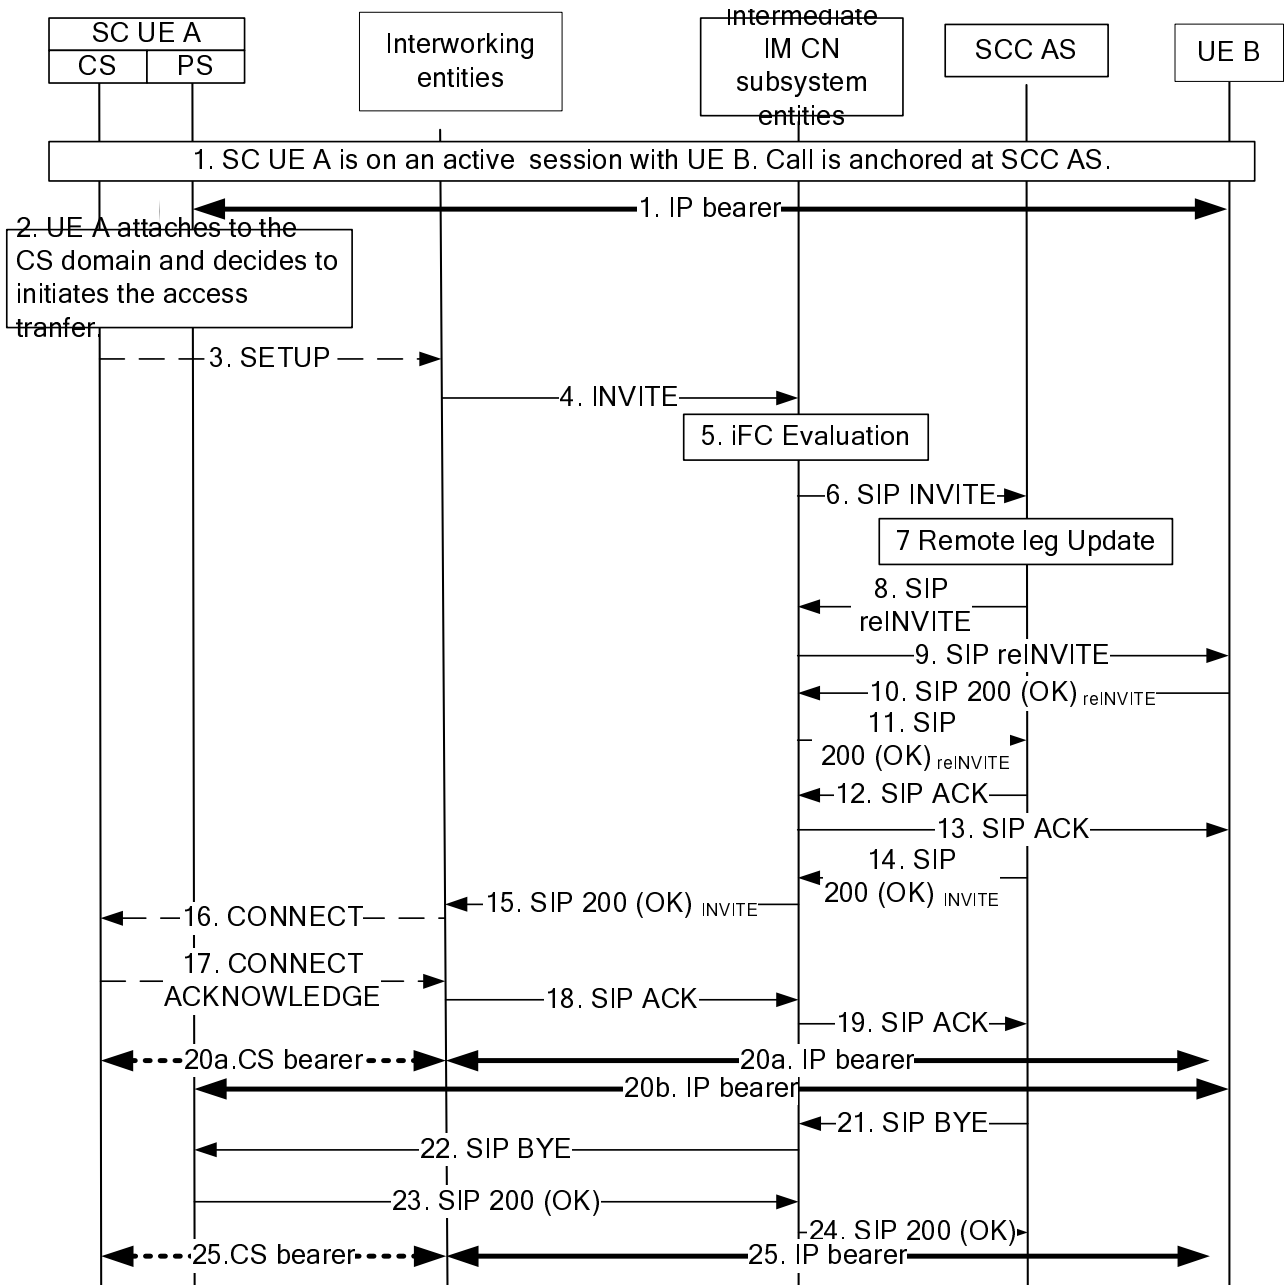 SC UE A
CS
PS
Interworking
entities
Intermediate
IM CN
subsystem
entities
SCC AS
UE B
1. SC UE A is on an active session with UE B. Call is anchored at SCC AS.
1. IP bearer
2. UE A attaches to the
CS domain and decides to
initiates the access
tranfer.
3. SETUP
4. INVITE
5. iFC Evaluation
6. SIP INVITE
7 Remote leg Update
8. SIP
reINVITE
9. SIP reINVITE
10. SIP 200 (OK) reINVITE
11. SIP
200 (OK) reINVITE
12. SIP ACK
13. SIP ACK
14. SIP
200 (OK) INVITE
15. SIP 200 (OK) INVITE
16. CONNECT
17. CONNECT
ACKNOWLEDGE
18. SIP ACK
19. SIP ACK
20a.CS bearer
20a. IP bearer
20b. IP bearer
21. SIP BYE
22. SIP BYE
23. SIP 200 (OK)
24. SIP 200 (OK)
25.CS bearer
25. IP bearer